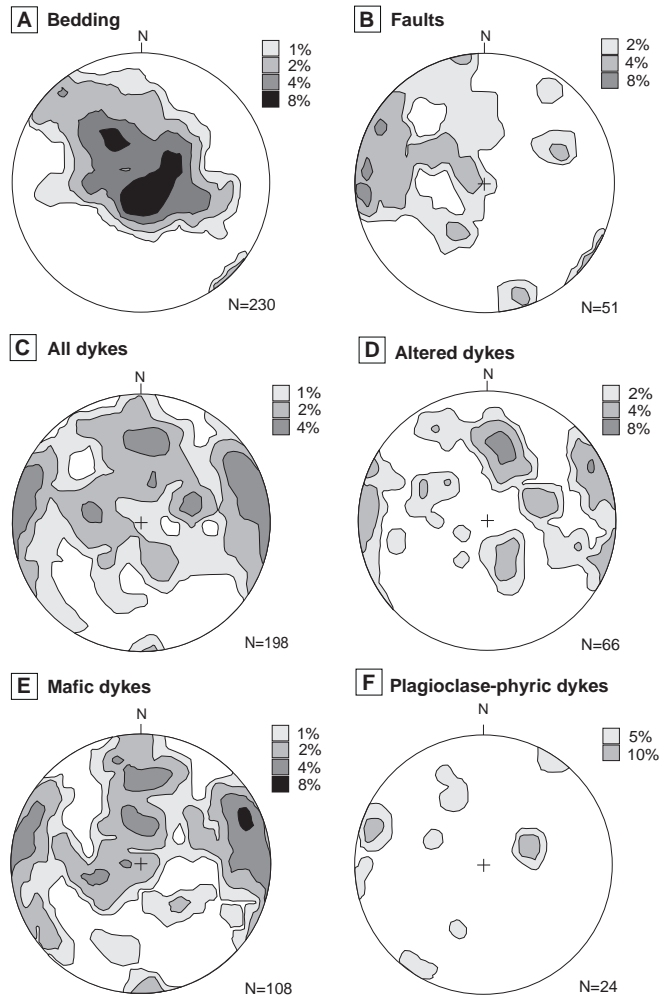 A Bedding
N
1%
2%
4%
8%
N=230
B Faults
N
2%
4%
8%
N=51
C All dykes
N
1%
2%
4%
N=198
D Altered dykes
N
2%
4%
8%
N=66
E Mafic dykes
N
1%
2%
4%
8%
N=108
F Plagioclase-phyric dykes
N
5%
10%
N=24